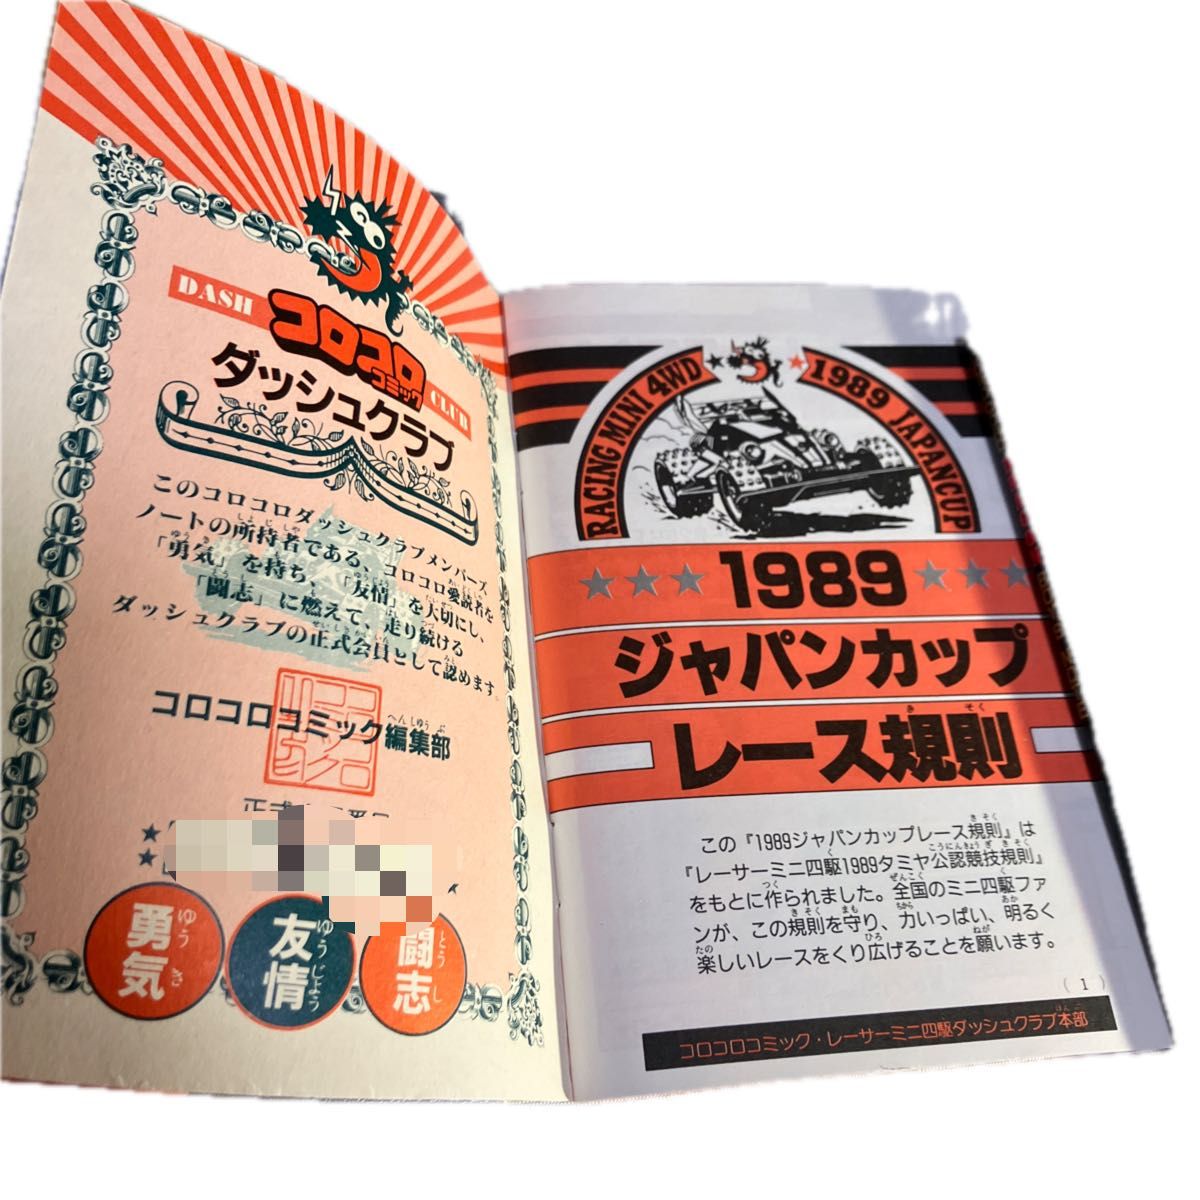 DASH
コロコロ
コミック
CLUB
ダッシュクラブ
このコロコロダッシュクラブメンバーズ
ノートの所持者である、コロコロ愛読者を
「勇気」を持ち、「友情」を大切にし、
「闘志」に燃えて、走り続ける
ダッシュクラブの正式会員として認めます。
コロコロコミック編集部
勇気
友情
闘志
RACING MINI 4WD
1989 JAPANCUP
1989
ジャパンカップ
レース規則
この『1989ジャパンカップレース規則』は
『レーサーミニ四駆1989タミヤ公認競技規則』
をもとに作られました。全国のミニ四駆ファ
ンが、この規則を守り、力いっぱい、明るく
楽しいレースをくり広げることを願います。
( 1 )
コロコロコミック・レーサーミニ四駆ダッシュクラブ本部